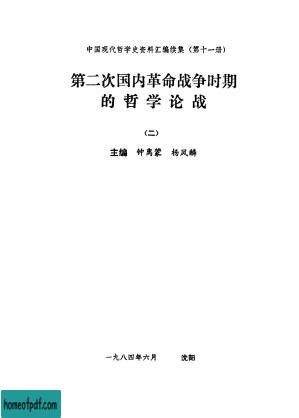 中国现代哲学史资料汇编续集（第十一册）
第二次国内革命战争时期
的哲学论战
（二）
主编 钟离蒙 杨凤麟
一九八四年六月 沈阳
homeofpdf.com